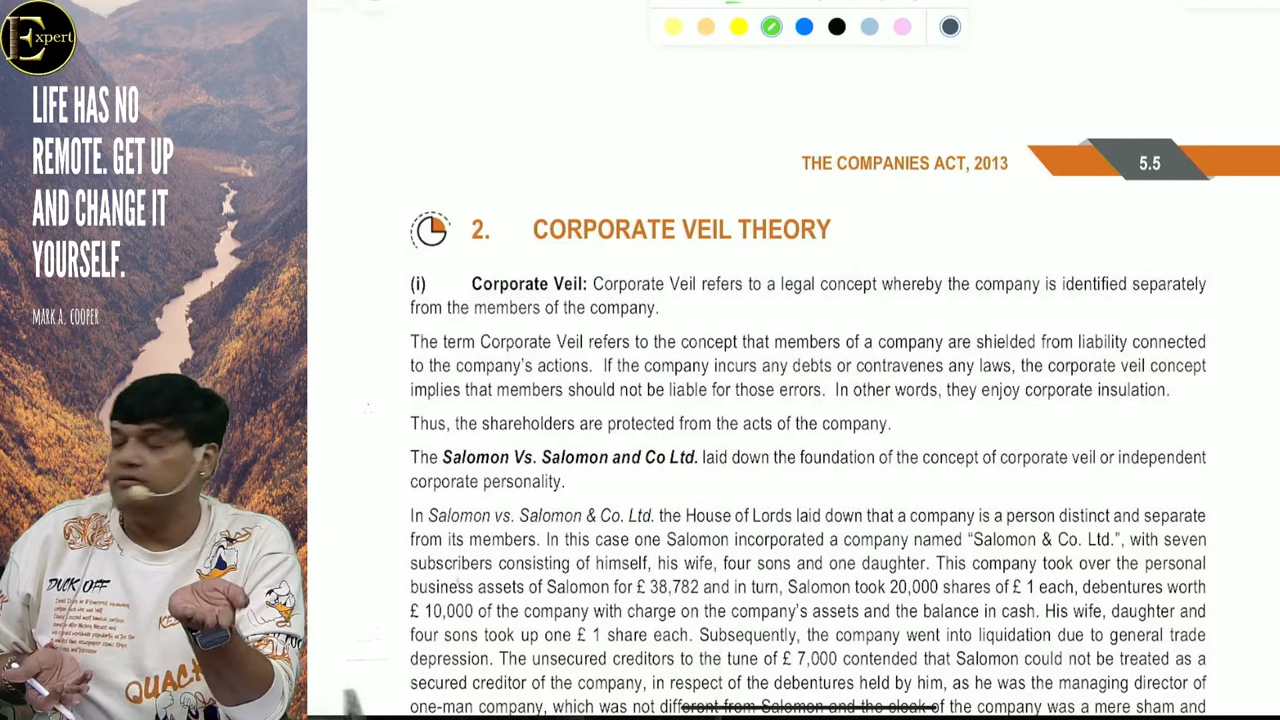 Expert
LIFE HAS NO
REMOTE. GET UP
AND CHANGE IT
YOURSELF.
MARK A. COOPER
THE COMPANIES ACT, 2013
5.5
2. CORPORATE VEIL THEORY
(i) Corporate Veil: Corporate Veil refers to a legal concept whereby the company is identified separately
from the members of the company.
The term Corporate Veil refers to the concept that members of a company are shielded from liability connected
to the company's actions. If the company incurs any debts or contravenes any laws, the corporate veil concept
implies that members should not be liable for those errors. In other words, they enjoy corporate insulation.
Thus, the shareholders are protected from the acts of the company.
The Salomon Vs. Salomon and Co Ltd. laid down the foundation of the concept of corporate veil or independent
corporate personality.
In Salomon vs. Salomon & Co. Ltd. the House of Lords laid down that a company is a person distinct and separate
from its members. In this case one Salomon incorporated a company named "Salomon & Co. Ltd.", with seven
subscribers consisting of himself, his wife, four sons and one daughter. This company took over the personal
business assets of Salomon for £ 38,782 and in turn, Salomon took 20,000 shares of £ 1 each, debentures worth
£ 10,000 of the company with charge on the company's assets and the balance in cash. His wife, daughter and
four sons took up one £ 1 share each. Subsequently, the company went into liquidation due to general trade
depression. The unsecured creditors to the tune of £ 7,000 contended that Salomon could not be treated as a
secured creditor of the company, in respect of the debentures held by him, as he was the managing director of
one-man company, which was not different from Salomon and the cloak of the company was a mere sham and
DUCK OFF
QUACK